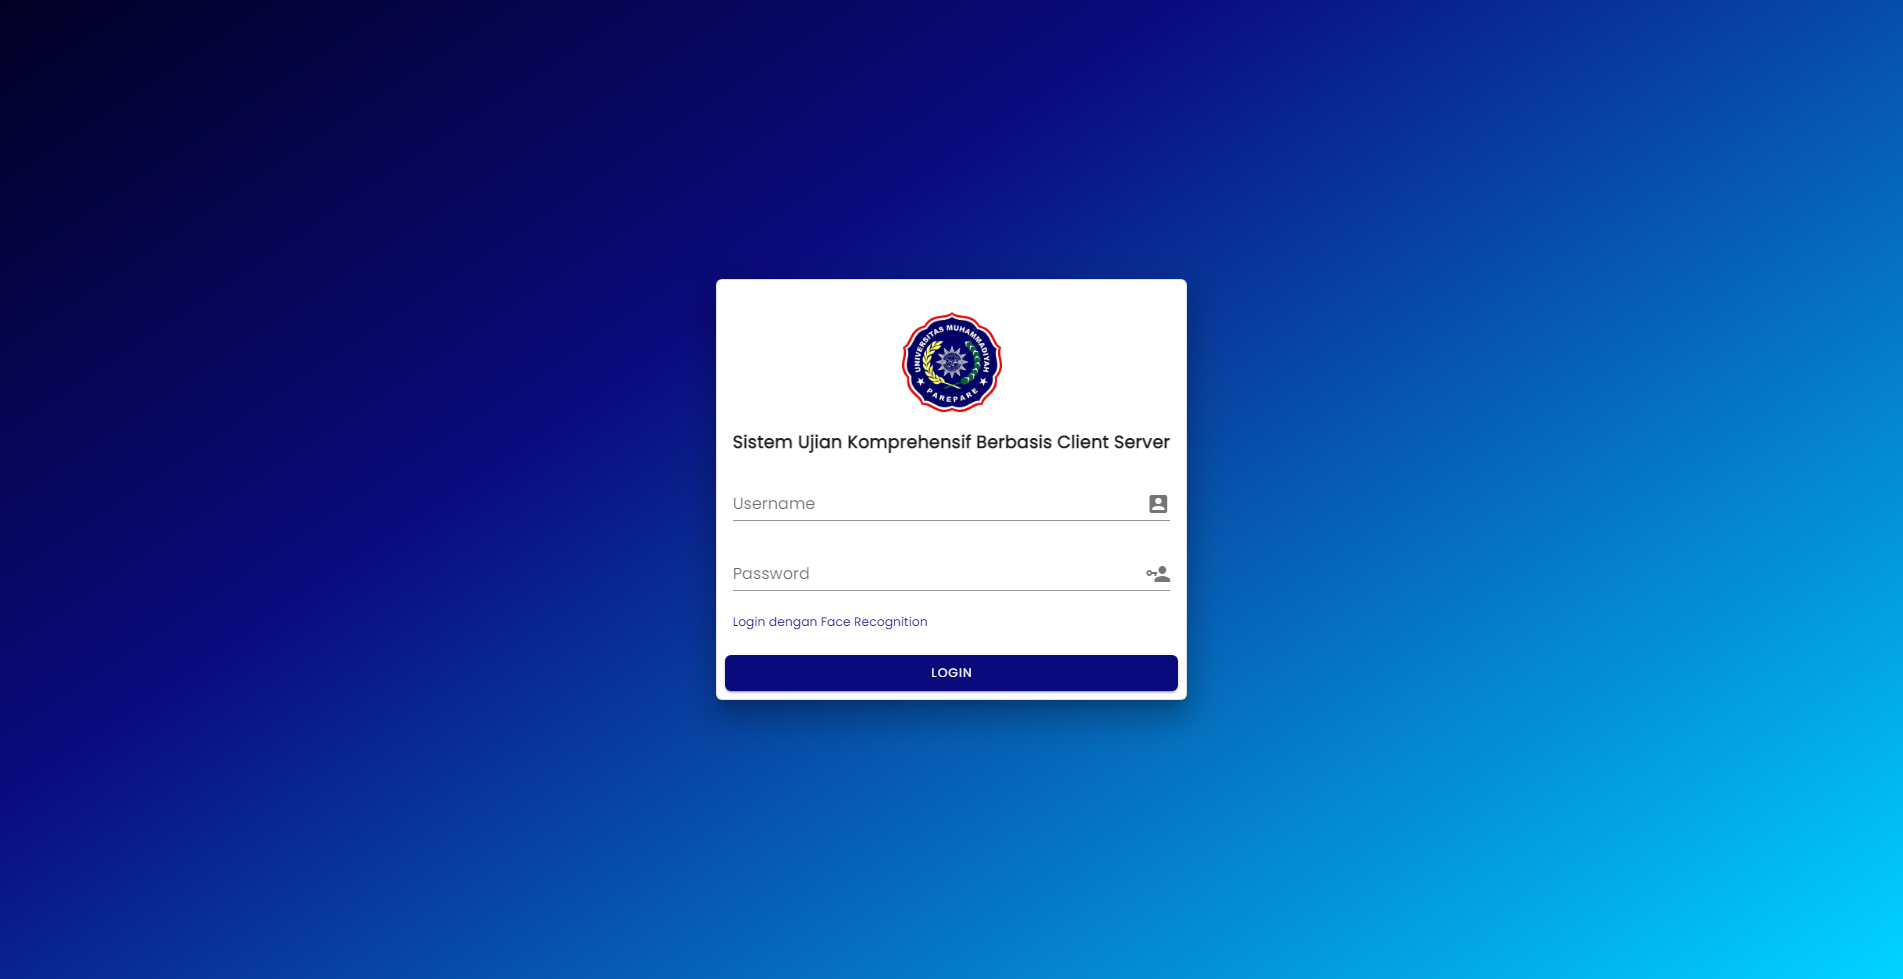 UNIVERSITAS MUHAMMADIYAH
PAREPARE
Sistem Ujian Komprehensif Berbasis Client Server
Username
Password
Login dengan Face Recognition
LOGIN